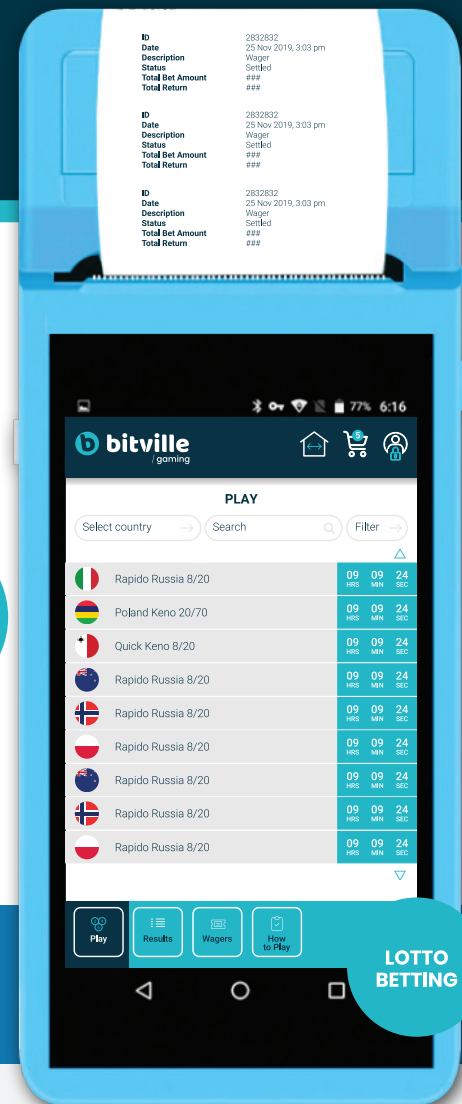 ID 2832832
Date 25 Nov 2019, 3:03 pm
Description Wager
Status Settled
Total Bet Amount ###
Total Return ###
ID 2832832
Date 25 Nov 2019, 3:03 pm
Description Wager
Status Settled
Total Bet Amount ###
Total Return ###
ID 2832832
Date 25 Nov 2019, 3:03 pm
Description Wager
Status Settled
Total Bet Amount ###
Total Return ###
77% 6:16
b bitville
/ gaming
5
PLAY
Select country Search Filter
Rapido Russia 8/20 09 HRS 09 MIN 24 SEC
Poland Keno 20/70 09 HRS 09 MIN 24 SEC
Quick Keno 8/20 09 HRS 09 MIN 24 SEC
Rapido Russia 8/20 09 HRS 09 MIN 24 SEC
Rapido Russia 8/20 09 HRS 09 MIN 24 SEC
Rapido Russia 8/20 09 HRS 09 MIN 24 SEC
Rapido Russia 8/20 09 HRS 09 MIN 24 SEC
Rapido Russia 8/20 09 HRS 09 MIN 24 SEC
Rapido Russia 8/20 09 HRS 09 MIN 24 SEC
Play Results Wagers How
to Play
LOTTO
BETTING